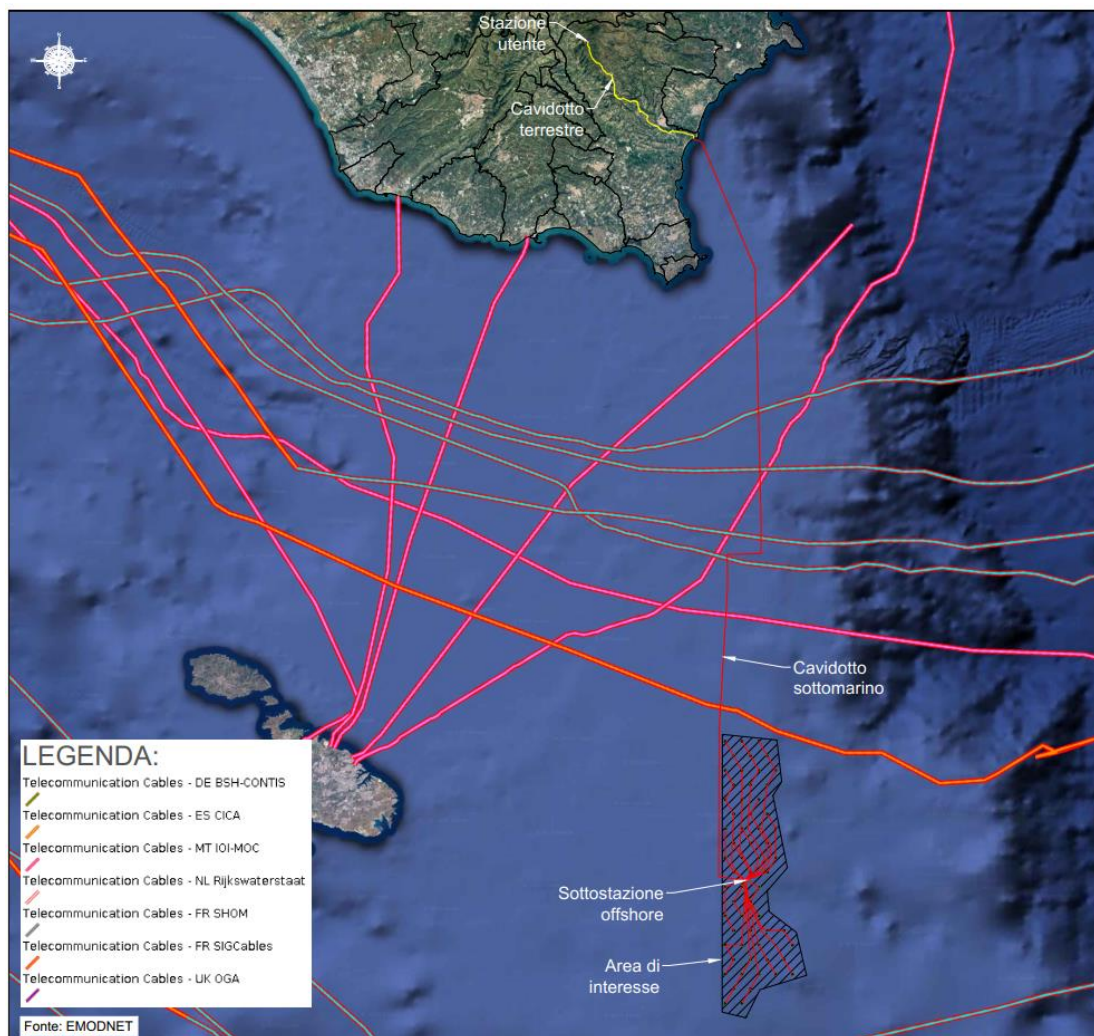 Stazione
utente
Cavidotto
terrestre
Cavidotto
sottomarino
LEGENDA:
Telecommunication Cables - DE BSH-CONTIS
Telecommunication Cables - ES CICA
Telecommunication Cables - MT IOI-MOC
Telecommunication Cables - NL Rijkswaterstaat
Telecommunication Cables - FR SHOM
Telecommunication Cables - FR SIGCables
Telecommunication Cables - UK OGA
Sottostazione
offshore
Area di
interesse
Fonte: EMODNET